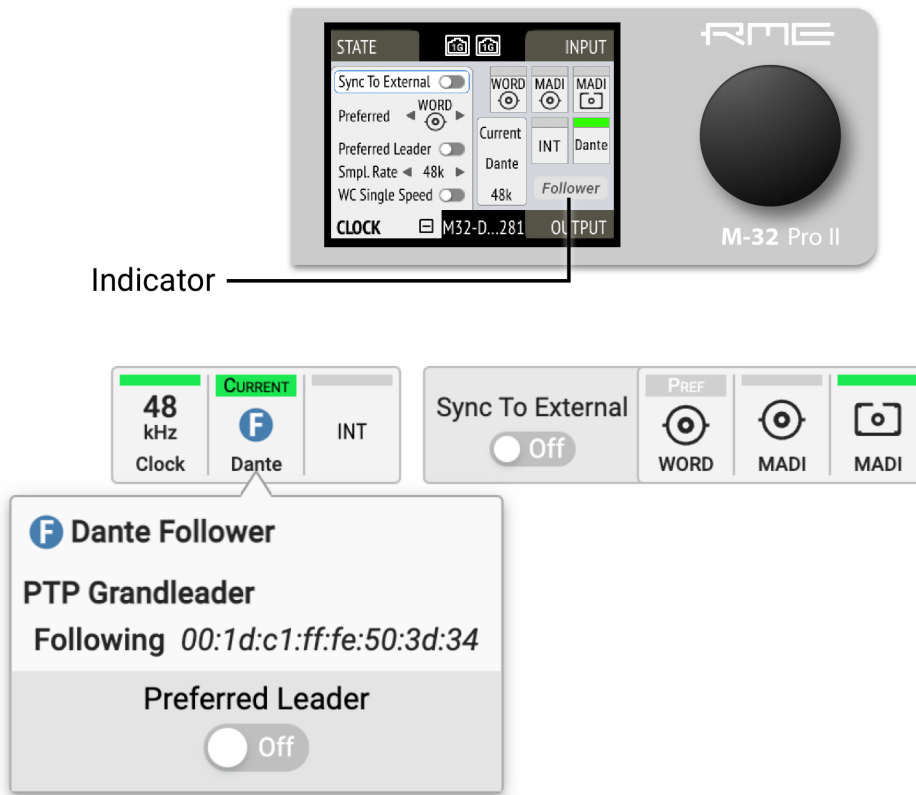 RME
STATE 1G 1G INPUT
Sync To External WORD MADI MADI
Preferred WORD
Current INT Dante
Preferred Leader
Dante
Smpl. Rate 48k Follower
WC Single Speed 48k
CLOCK M32-D...281 OUTPUT
M-32 Pro II
Indicator
CURRENT PREF
48 F Sync To External
kHz INT Off
Clock Dante WORD MADI MADI
F Dante Follower
PTP Grandleader
Following 00:1d:c1:ff:fe:50:3d:34
Preferred Leader
Off